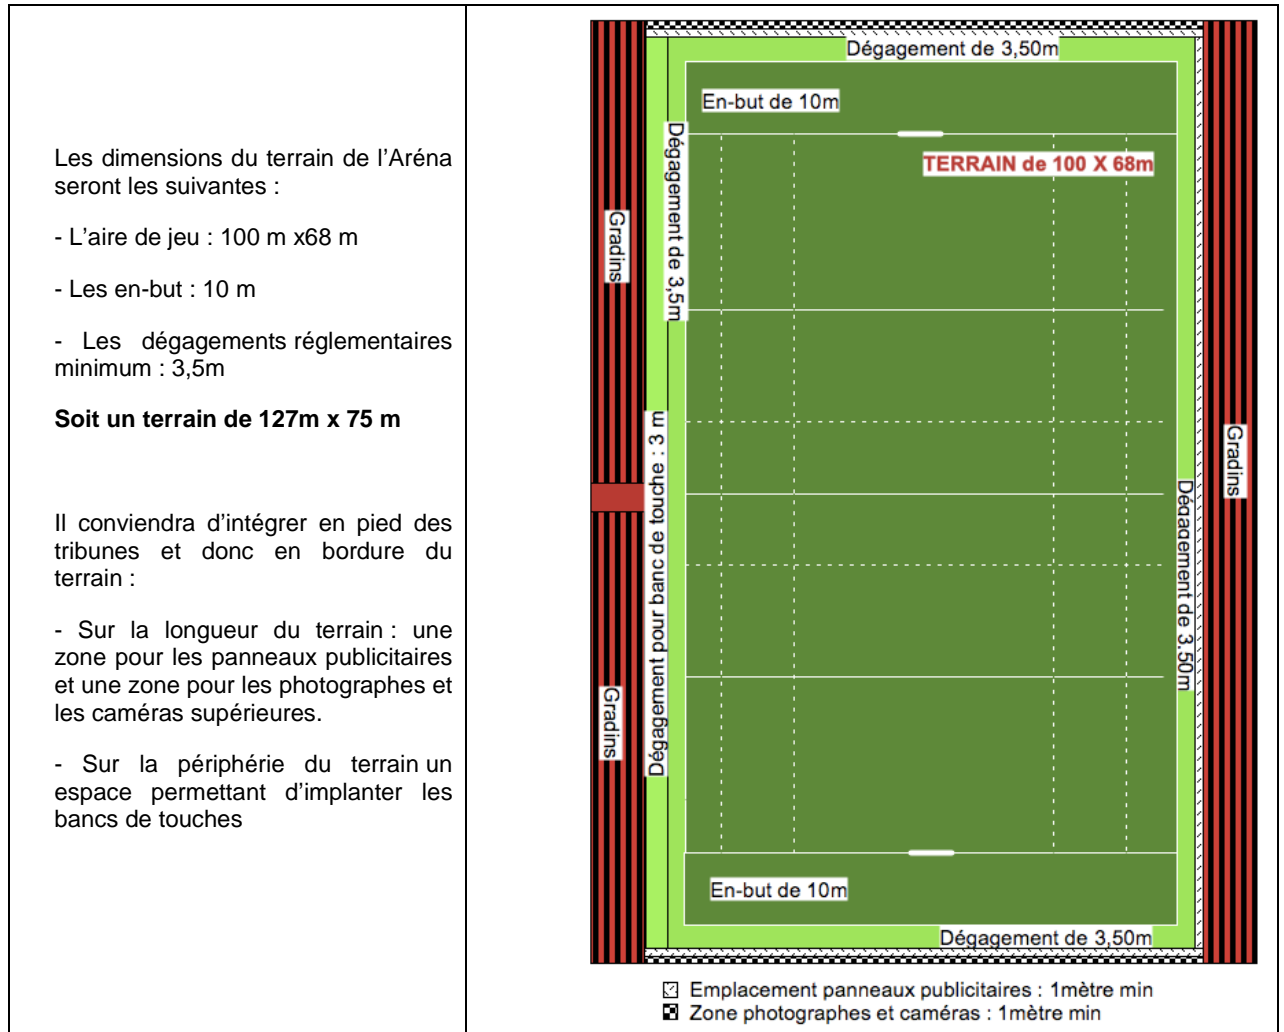 Les dimensions du terrain de l'Aréna
seront les suivantes :
- L'aire de jeu : 100 m x68 m
- Les en-but : 10 m
- Les dégagements réglementaires
minimum : 3,5m
Soit un terrain de 127m x 75 m
Il conviendra d'intégrer en pied des
tribunes et donc en bordure du
terrain :
- Sur la longueur du terrain : une
zone pour les panneaux publicitaires
et une zone pour les photographes et
les caméras supérieures.
- Sur la périphérie du terrain un
espace permettant d'implanter les
bancs de touches
Dégagement de 3,50m
En-but de 10m
Dégagement de 3,5m
TERRAIN de 100 X 68m
Gradins
Gradins
Dégagement pour banc de touche : 3 m
Dégagement de 3.50m
Gradins
En-but de 10m
Dégagement de 3,50m
Emplacement panneaux publicitaires : 1mètre min
Zone photographes et caméras : 1mètre min